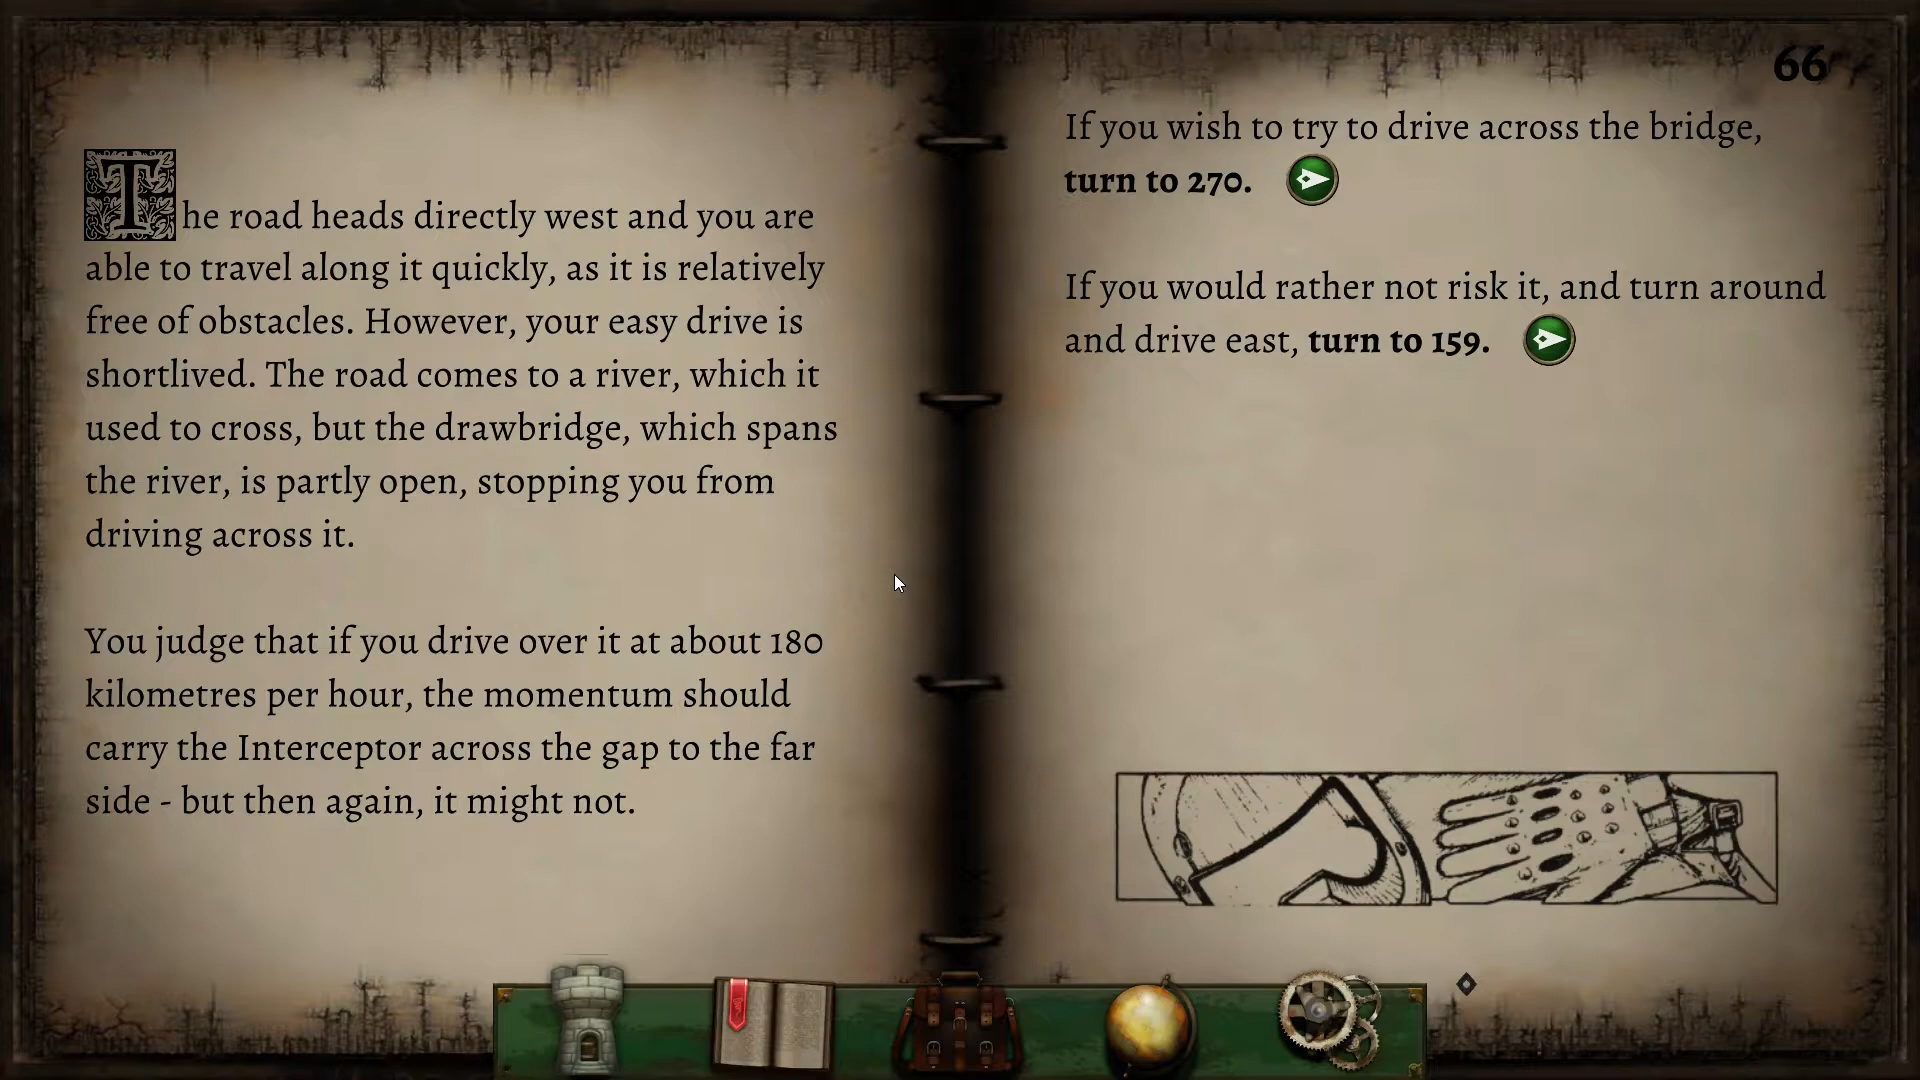 The road heads directly west and you are
able to travel along it quickly, as it is relatively
free of obstacles. However, your easy drive is
shortlived. The road comes to a river, which it
used to cross, but the drawbridge, which spans
the river, is partly open, stopping you from
driving across it.
You judge that if you drive over it at about 180
kilometres per hour, the momentum should
carry the Interceptor across the gap to the far
side - but then again, it might not.
66
If you wish to try to drive across the bridge,
turn to 270.
If you would rather not risk it, and turn around
and drive east, turn to 159.